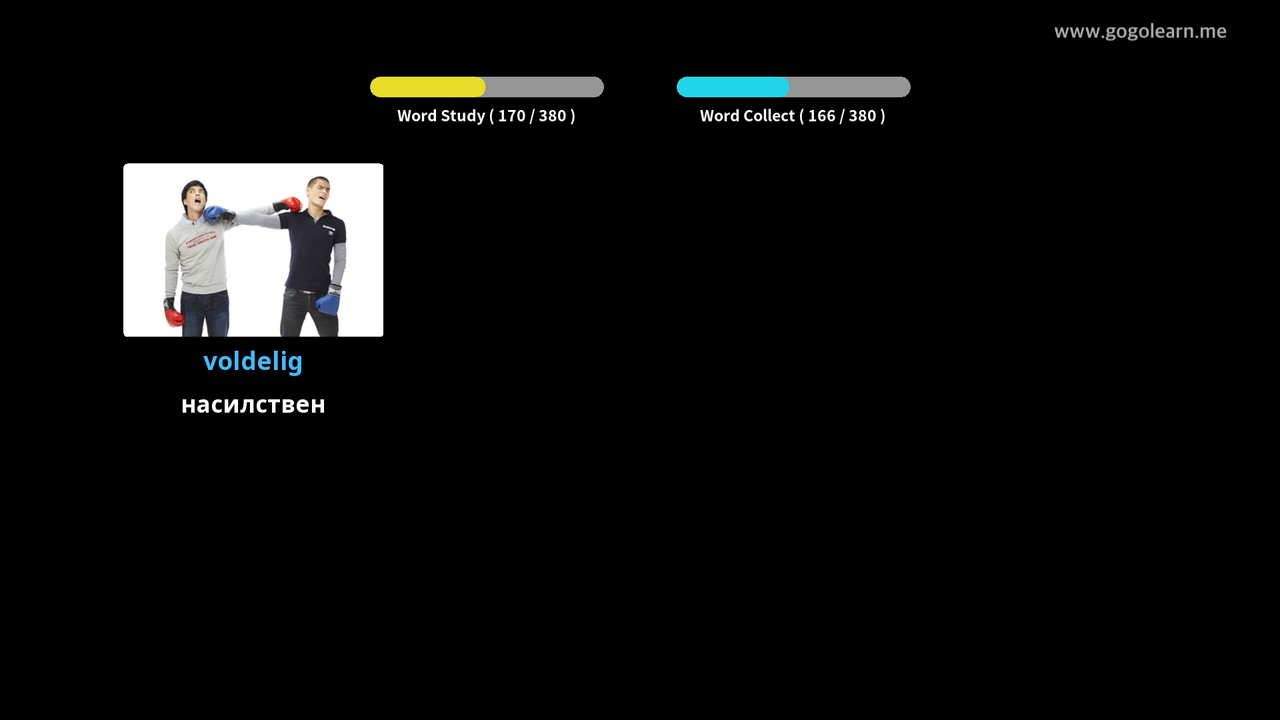 www.gogolearn.me
Word Study ( 170 / 380 )
Word Collect ( 166 / 380 )
voldelig
насилствен